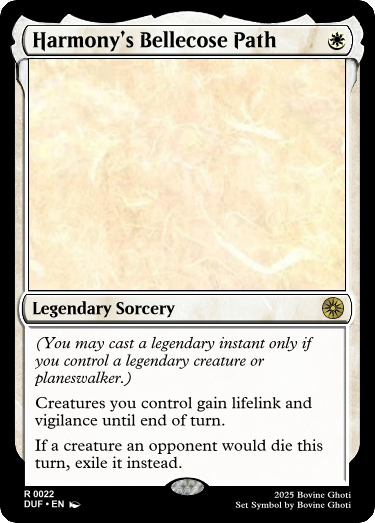 Harmony's Bellecose Path
Legendary Sorcery
(You may cast a legendary instant only if
you control a legendary creature or
planeswalker.)
Creatures you control gain lifelink and
vigilance until end of turn.
If a creature an opponent would die this
turn, exile it instead.
R 0022
DUF • EN
2025 Bovine Ghoti
Set Symbol by Bovine Ghoti